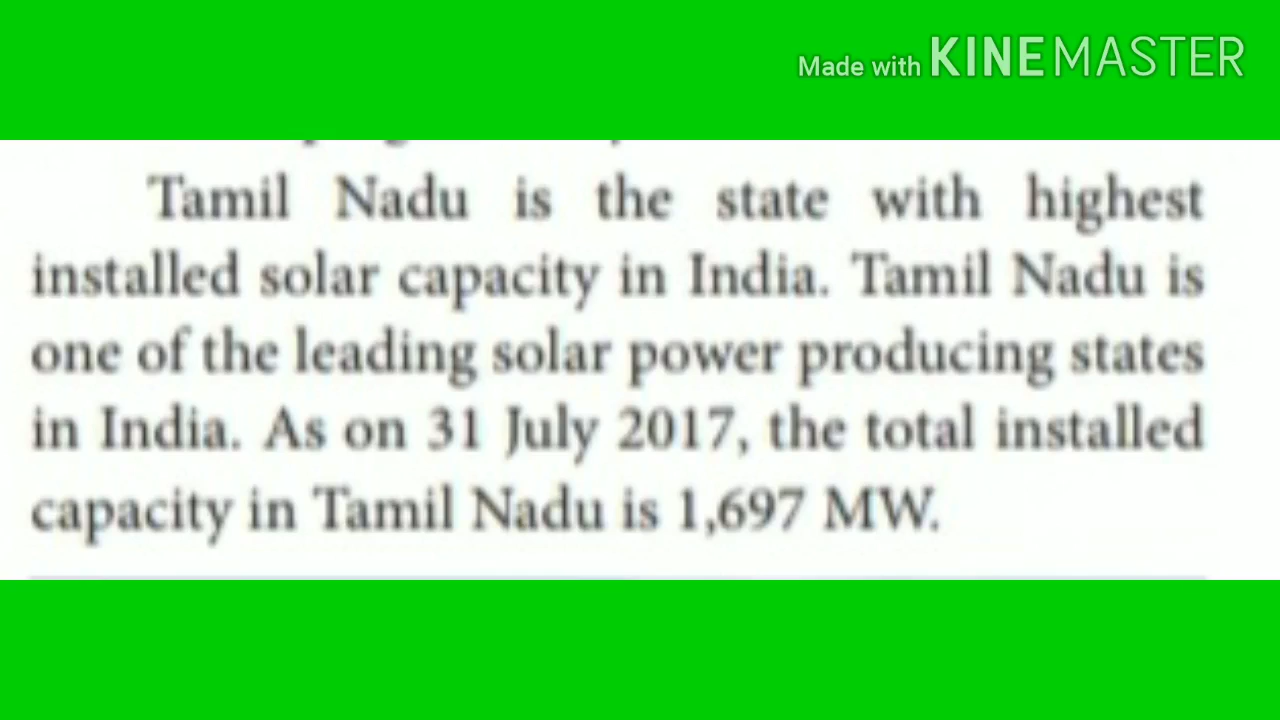 Made with KINEMASTER
Tamil Nadu is the state with highest
installed solar capacity in India. Tamil Nadu is
one of the leading solar power producing states
in India. As on 31 July 2017, the total installed
capacity in Tamil Nadu is 1,697 MW.